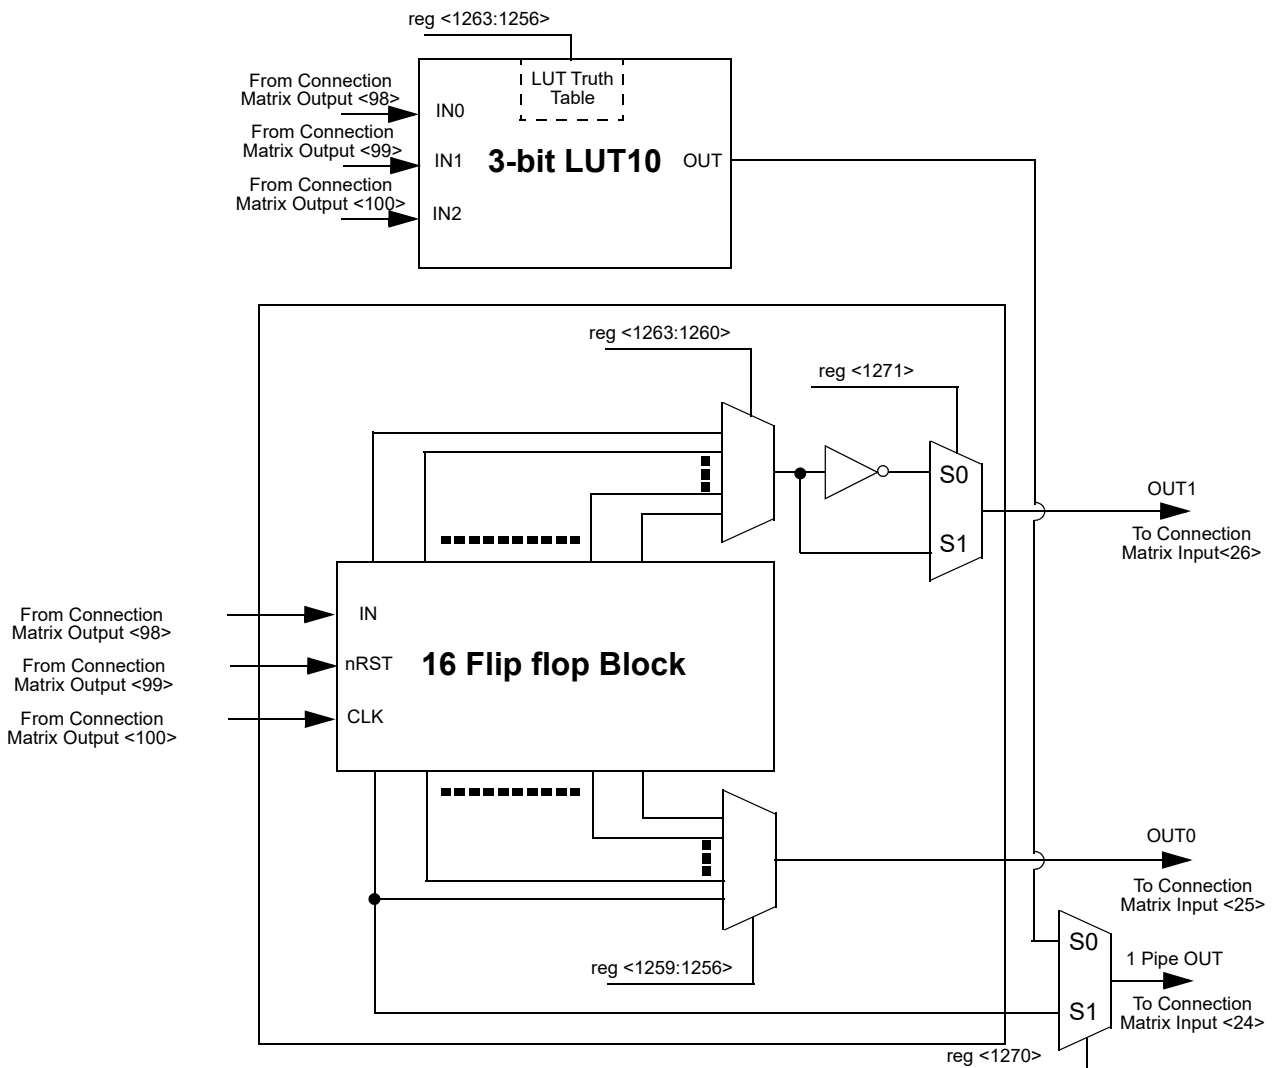 reg <1263:1256>
From Connection
Matrix Output <98>
LUT Truth
Table
IN0
From Connection
Matrix Output <99>
IN1
3-bit LUT10
OUT
From Connection
Matrix Output <100>
IN2
reg <1263:1260>
reg <1271>
S0
OUT1
S1
To Connection
Matrix Input<26>
From Connection
Matrix Output <98>
IN
From Connection
Matrix Output <99>
nRST
16 Flip flop Block
From Connection
Matrix Output <100>
CLK
OUT0
To Connection
Matrix Input <25>
reg <1259:1256>
S0
1 Pipe OUT
S1
To Connection
Matrix Input <24>
reg <1270>